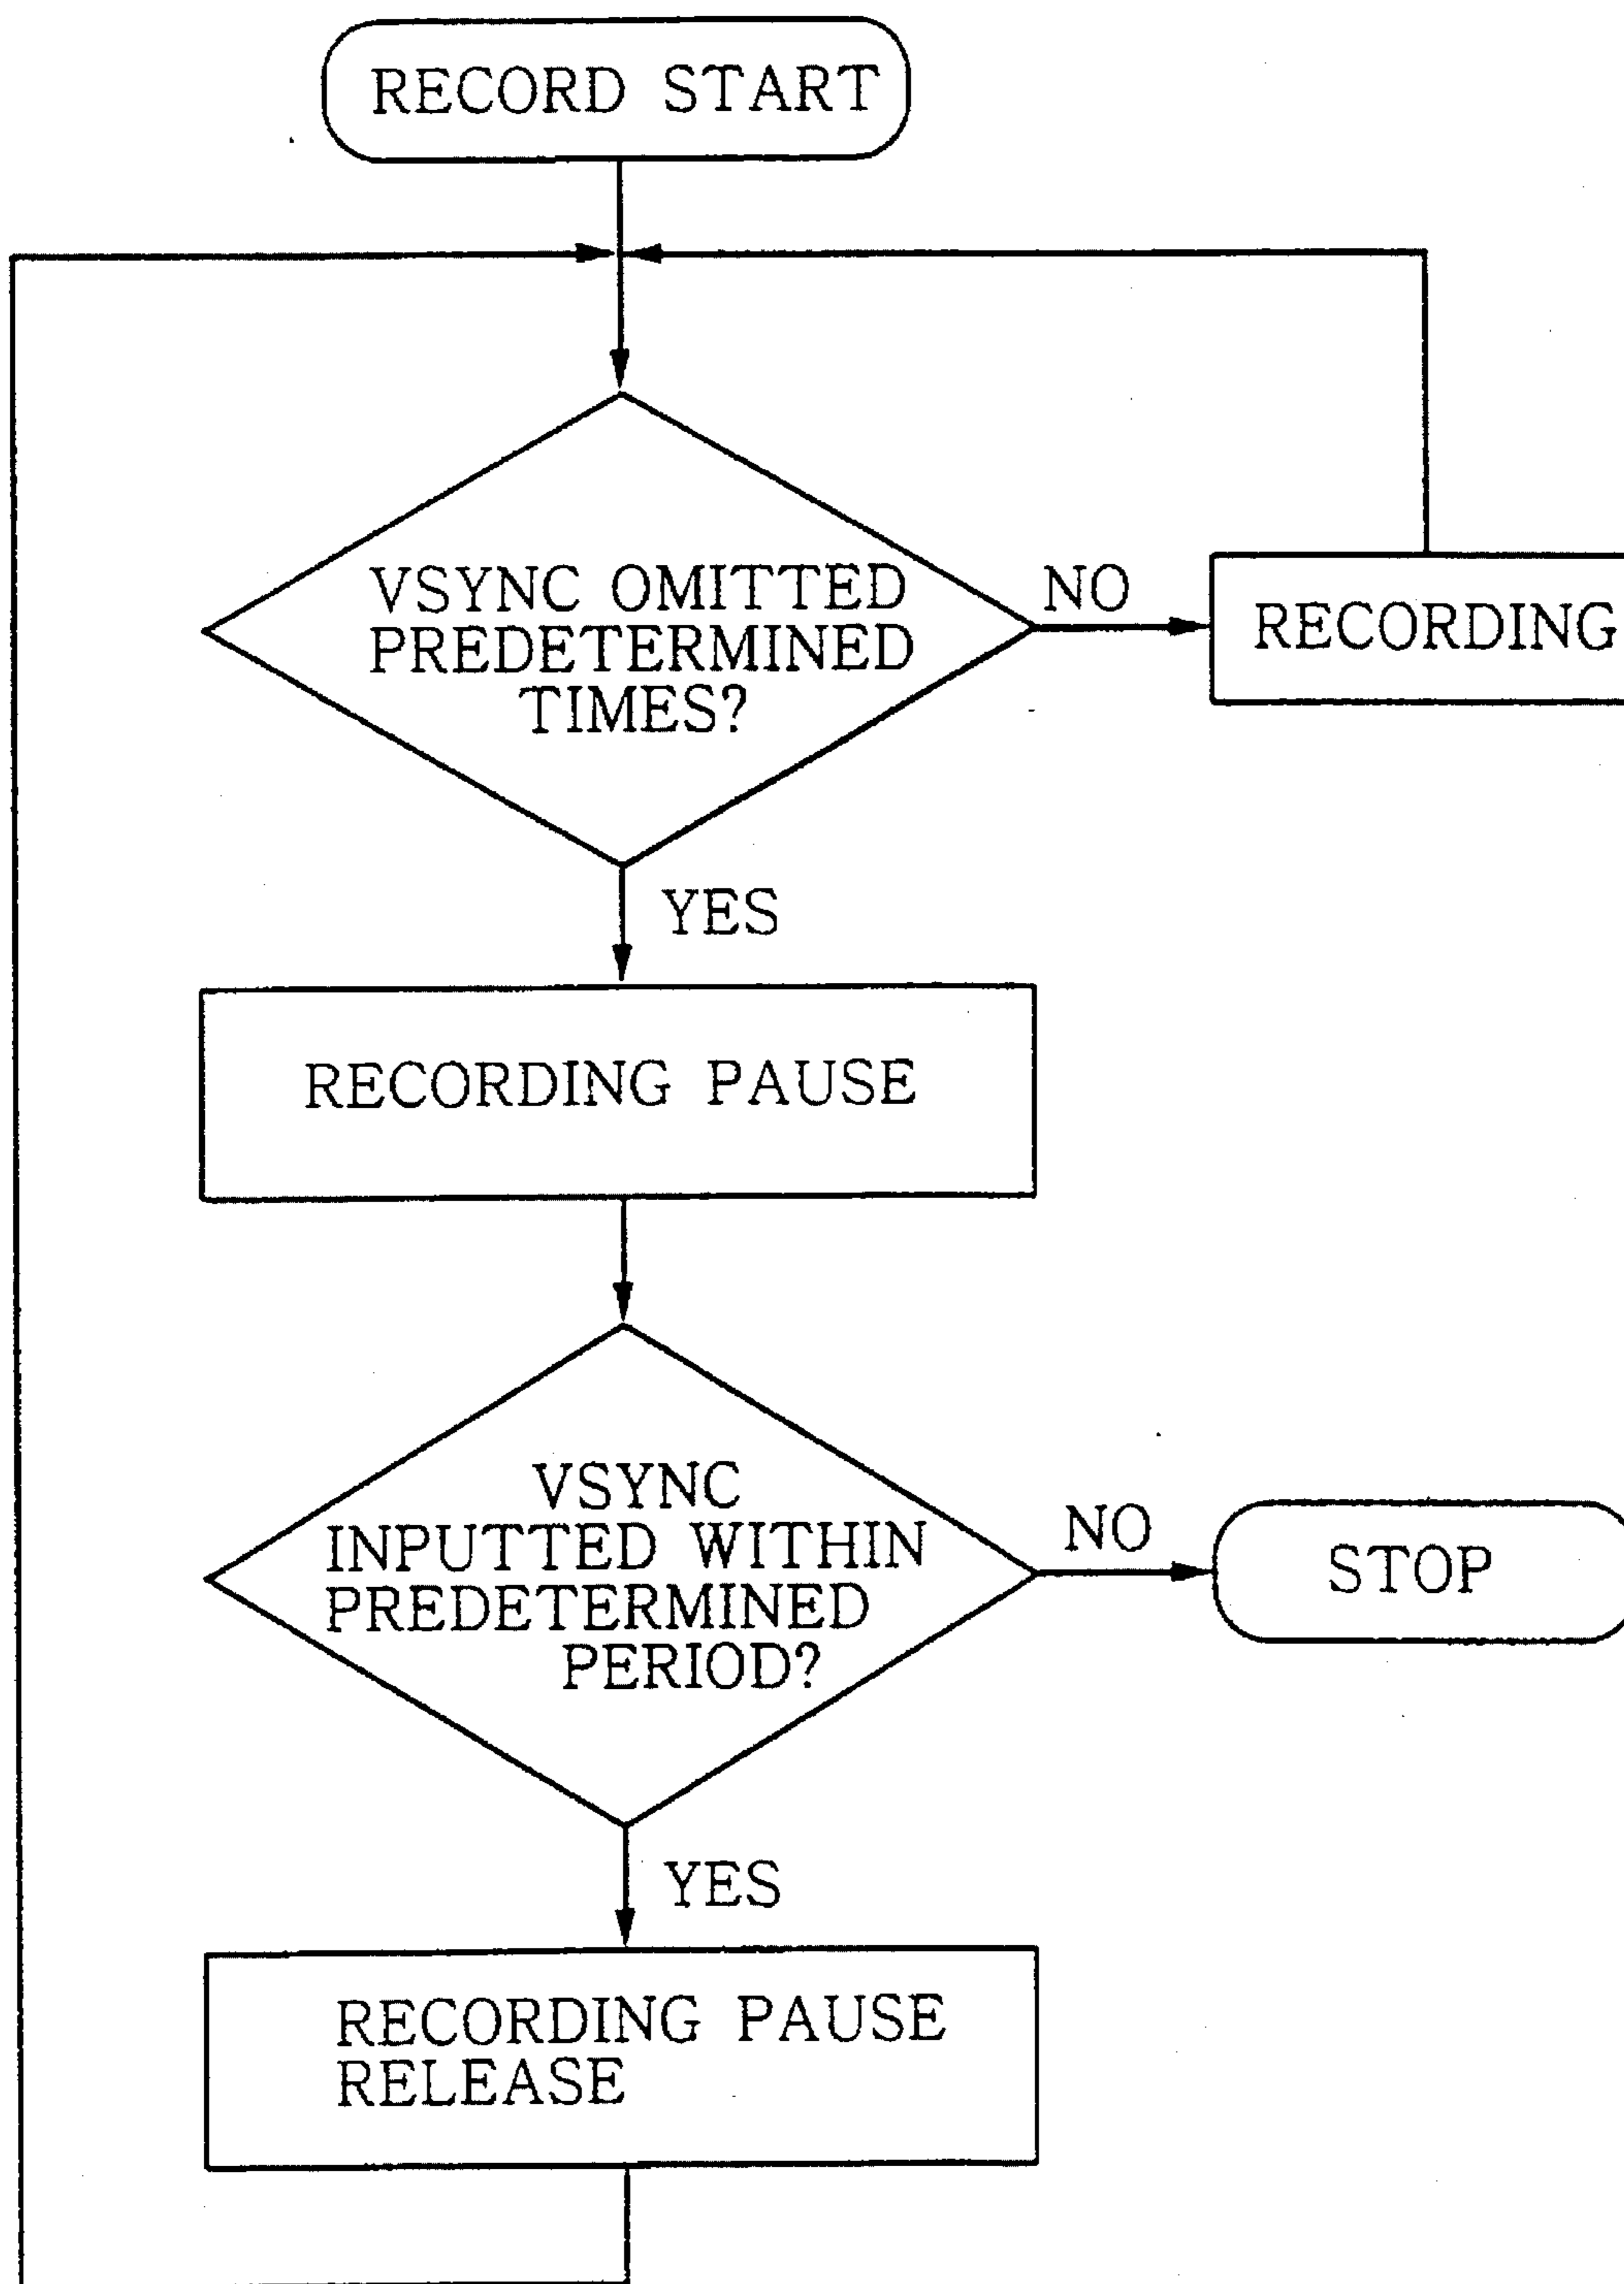 RECORD START
VSYNC OMITTED
PREDETERMINED
TIMES?
NO
RECORDING
YES
RECORDING PAUSE
VSYNC
INPUTTED WITHIN
PREDETERMINED
PERIOD?
NO
STOP
YES
RECORDING PAUSE
RELEASE